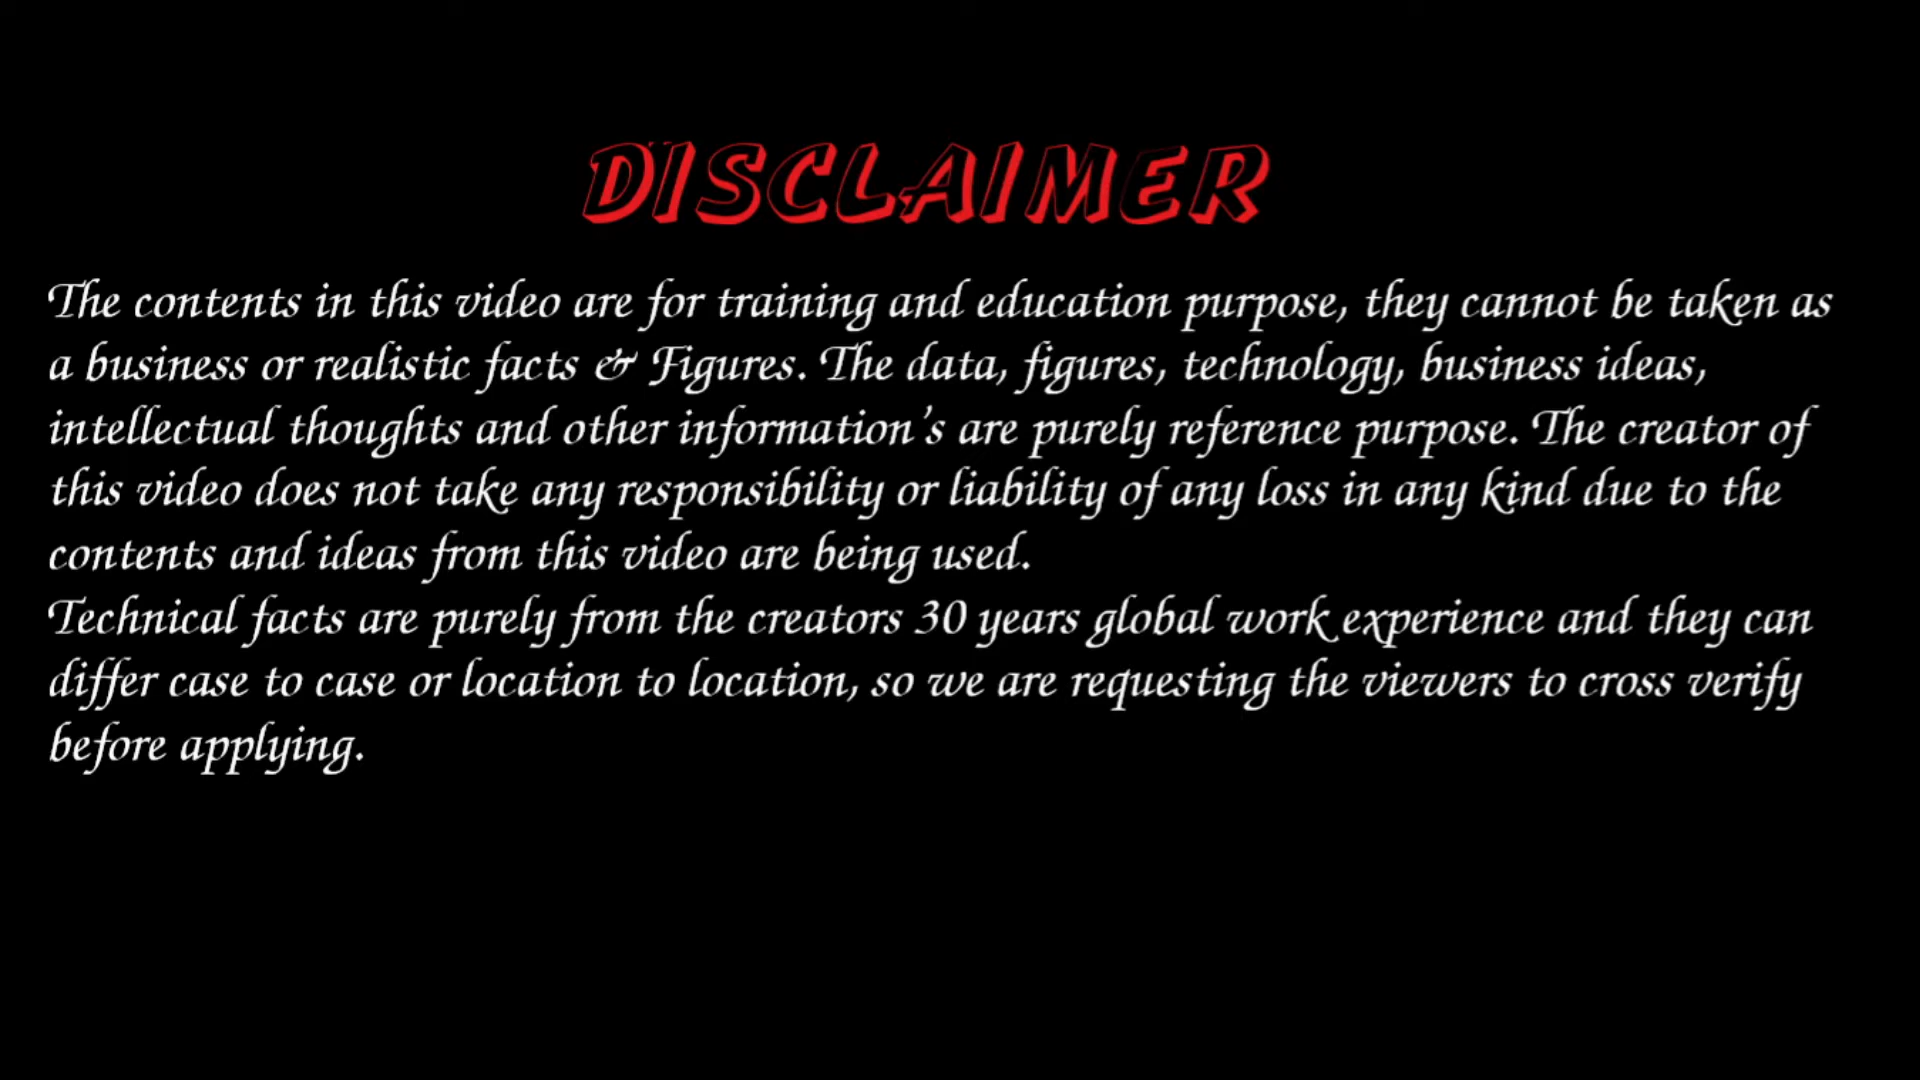 DISCLAIMER
The contents in this video are for training and education purpose, they cannot be taken as
a business or realistic facts & Figures. The data, figures, technology, business ideas,
intellectual thoughts and other information's are purely reference purpose. The creator of
this video does not take any responsibility or liability of any loss in any kind due to the
contents and ideas from this video are being used.
Technical facts are purely from the creators 30 years global work experience and they can
differ case to case or location to location, so we are requesting the viewers to cross verify
before applying.